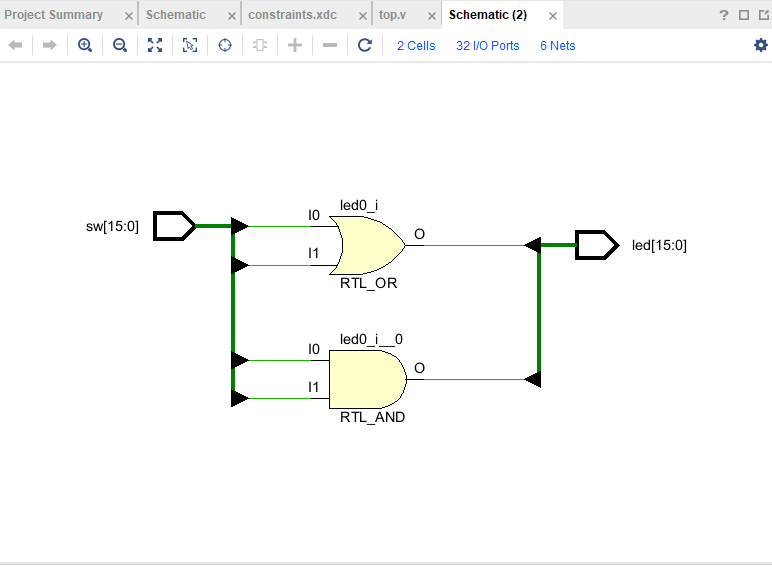 Project Summary × Schematic × constraints.xdc × top.v × Schematic (2) × ?
2 Cells 32 I/O Ports 6 Nets
led0_i
sw[15:0]
I0
O
led[15:0]
I1
RTL_OR
led0_i__0
I0
O
I1
RTL_AND